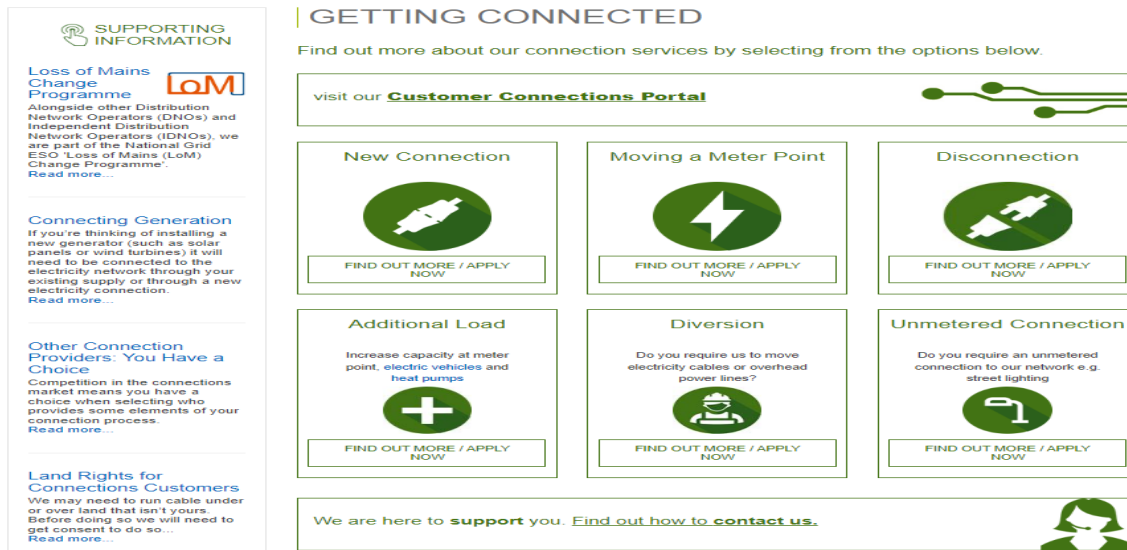 SUPPORTING
INFORMATION
Loss of Mains
Change
Programme
LoM
Alongside other Distribution
Network Operators (DNOs) and
Independent Distribution
Network Operators (IDNOs), we
are part of the National Grid
ESO 'Loss of Mains (LoM)
Change Programme'.
Read more...
Connecting Generation
If you're thinking of installing a
new generator (such as solar
panels or wind turbines) it will
need to be connected to the
electricity network through your
existing supply or through a new
electricity connection.
Read more...
Other Connection
Providers: You Have a
Choice
Competition in the connections
market means you have a
choice when selecting who
provides some elements of your
connection process.
Read more...
Land Rights for
Connections Customers
We may need to run cable under
or over land that isn't yours.
Before doing so we will need to
get consent to do so...
Read more...
GETTING CONNECTED
Find out more about our connection services by selecting from the options below.
visit our Customer Connections Portal
New Connection
FIND OUT MORE / APPLY
NOW
Moving a Meter Point
FIND OUT MORE / APPLY
NOW
Disconnection
FIND OUT MORE / APPLY
NOW
Additional Load
Increase capacity at meter
point, electric vehicles and
heat pumps
FIND OUT MORE / APPLY
NOW
Diversion
Do you require us to move
electricity cables or overhead
power lines?
FIND OUT MORE / APPLY
NOW
Unmetered Connection
Do you require an unmetered
connection to our network e.g.
street lighting
FIND OUT MORE / APPLY
NOW
We are here to support you. Find out how to contact us.